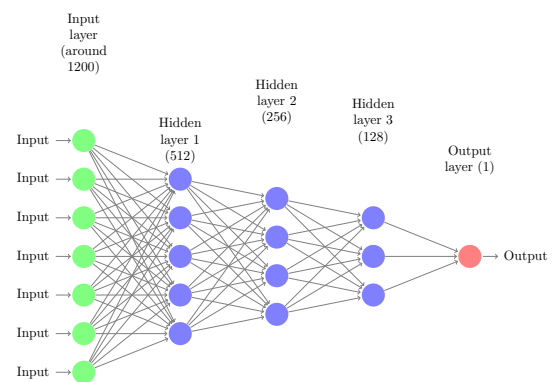 Input
layer
(around
1200)
Hidden
layer 1
(512)
Hidden
layer 2
(256)
Hidden
layer 3
(128)
Output
layer (1)
Input
Input
Input
Input
Input
Input
Input
Output